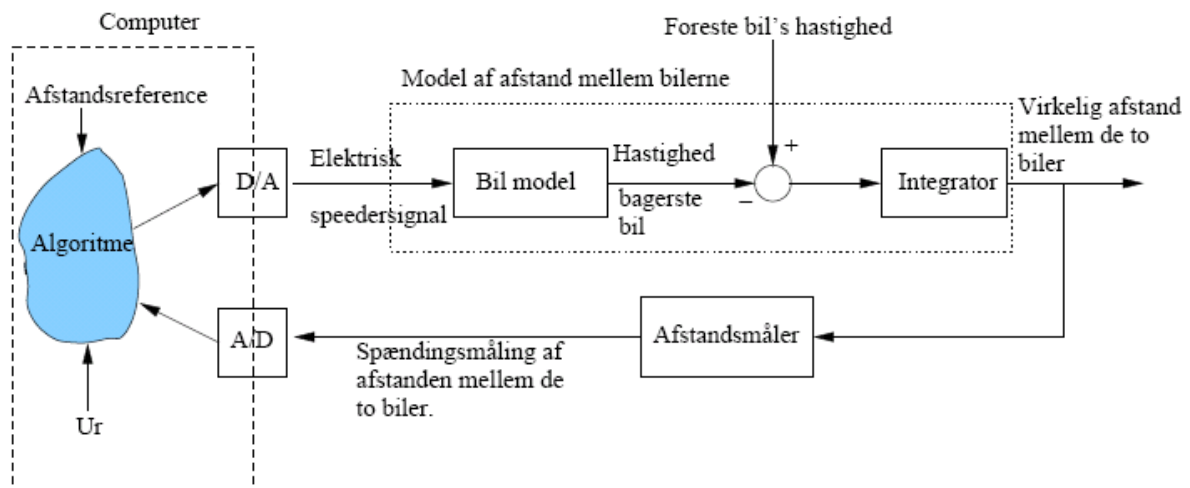 Computer
Foreste bil's hastighed
Model af afstand mellem bilerne
Afstandsreference
Virkelig afstand
mellem de to
biler
+
D/A
Elektrisk
speedersignal
Bil model
Hastighed
bagerste
bil
−
Integrator
Algoritme
A/D
Spændingsmåling af
afstanden mellem de
to biler.
Afstandsmåler
Ur